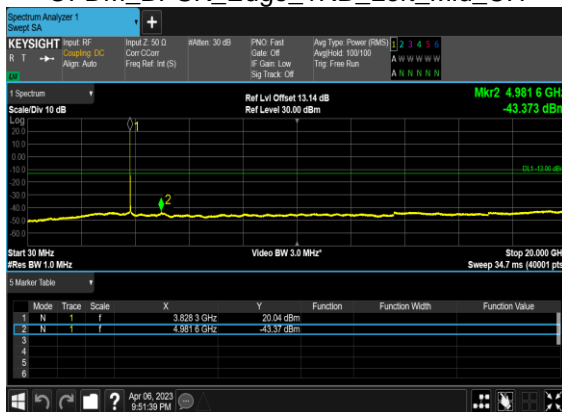 Spectrum Analyzer 1
Swept SA
KEYSIGHT
R T
LU
Input: RF
Coupling: DC
Align: Auto
Input Z: 50 Ω
Corr CCorr
Freq Ref: Int (S)
#Atten: 30 dB
PNO: Fast
Gate: Off
IF Gain: Low
Sig Track: Off
Avg Type: Power (RMS)
Avg|Hold: 100/100
Trig: Free Run
1 2 3 4 5 6
A W W W W W
A N N N N N
1 Spectrum
Scale/Div 10 dB
Ref Lvl Offset 13.14 dB
Ref Level 30.00 dBm
Mkr2 4.981 6 GHz
-43.373 dBm
Log
20.0
10.0
0.00
-10.0
-20.0
-30.0
-40.0
-50.0
-60.0
1
2
DL1 -13.00 dBm
Start 30 MHz
#Res BW 1.0 MHz
Video BW 3.0 MHz*
Stop 20.000 GHz
Sweep 34.7 ms (40001 pts)
5 Marker Table
Mode Trace Scale X Y Function Function Width Function Value
1 N 1 f 3.828 3 GHz 20.04 dBm
2 N 1 f 4.981 6 GHz -43.37 dBm
3
4
5
6
?
Apr 06, 2023
9:51:39 PM